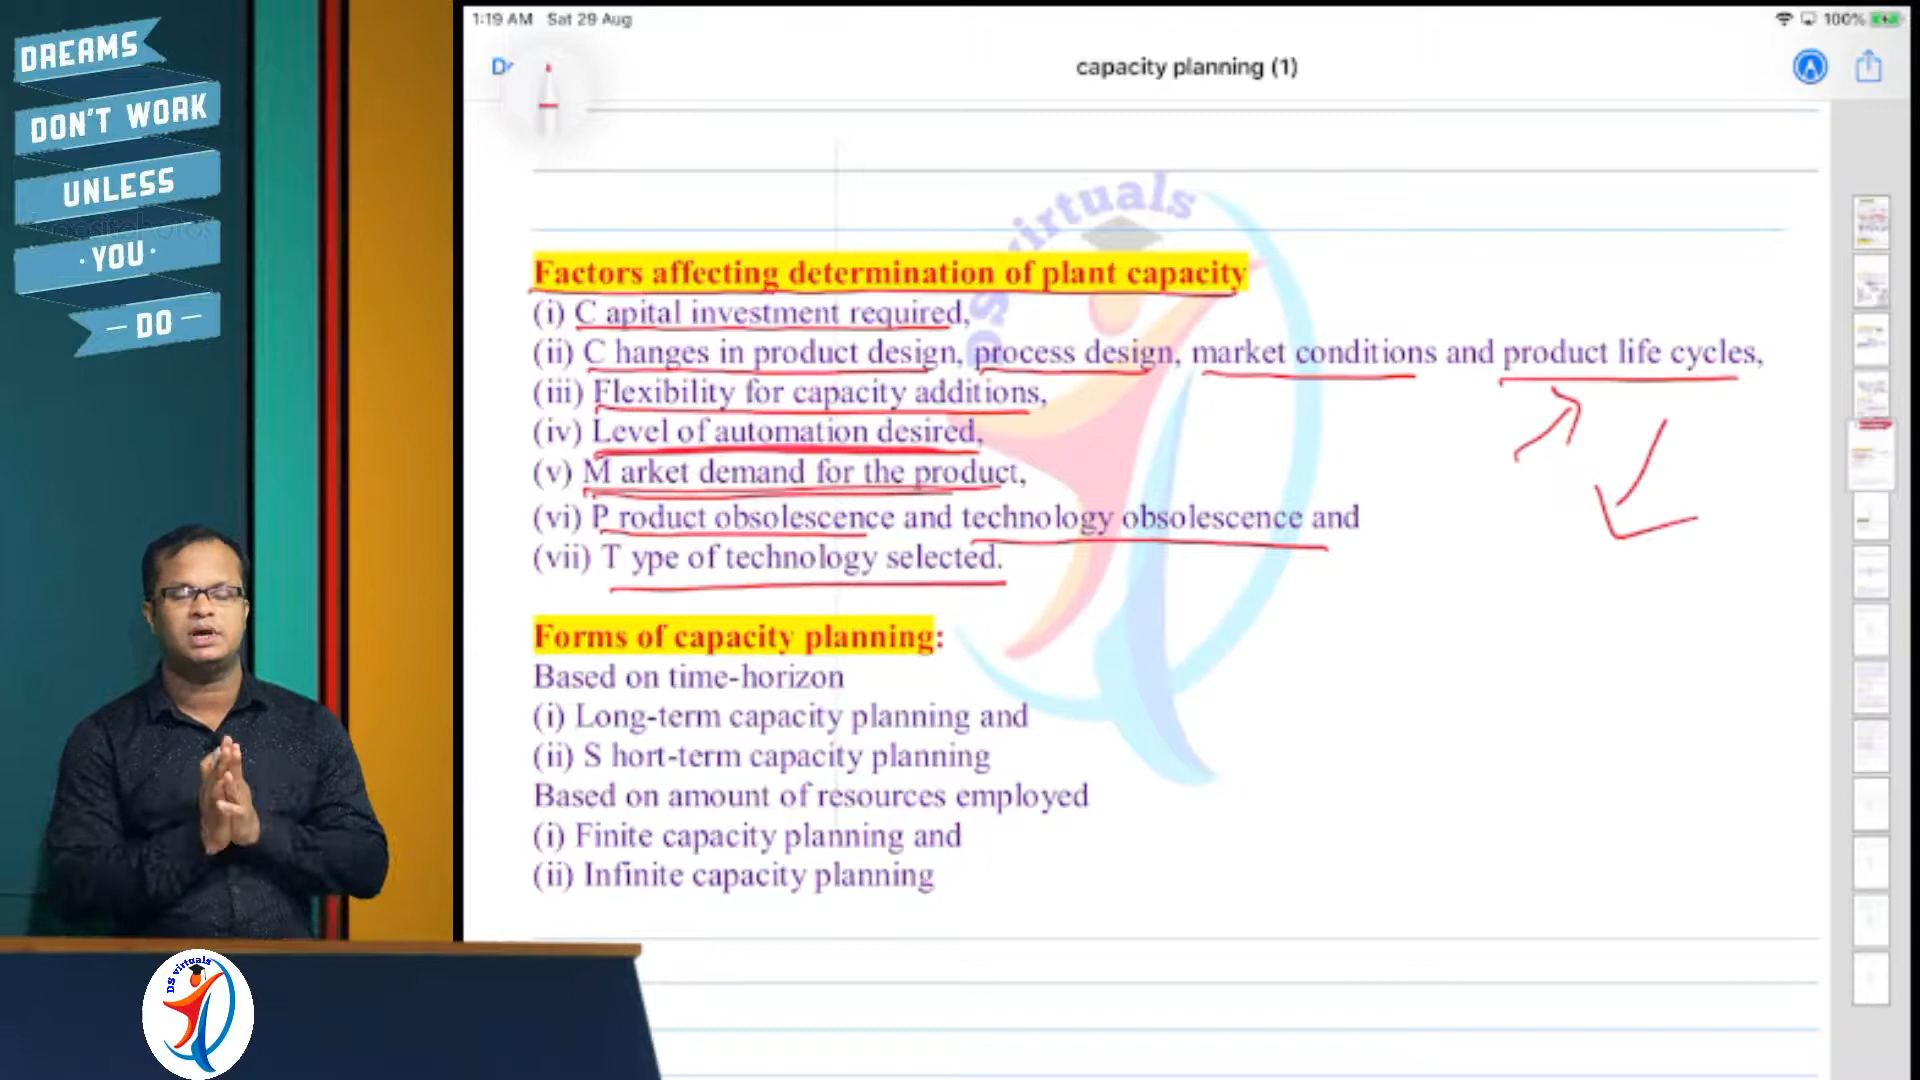 DREAMS
DON'T WORK
UNLESS
· YOU ·
— DO —
1:19 AM Sat 29 Aug
100%
capacity planning (1)
DS virtuals
Factors affecting determination of plant capacity
(i) C apital investment required,
(ii) C hanges in product design, process design, market conditions and product life cycles,
(iii) Flexibility for capacity additions,
(iv) Level of automation desired,
(v) M arket demand for the product,
(vi) P roduct obsolescence and technology obsolescence and
(vii) T ype of technology selected.
Forms of capacity planning:
Based on time-horizon
(i) Long-term capacity planning and
(ii) S hort-term capacity planning
Based on amount of resources employed
(i) Finite capacity planning and
(ii) Infinite capacity planning
DS virtuals